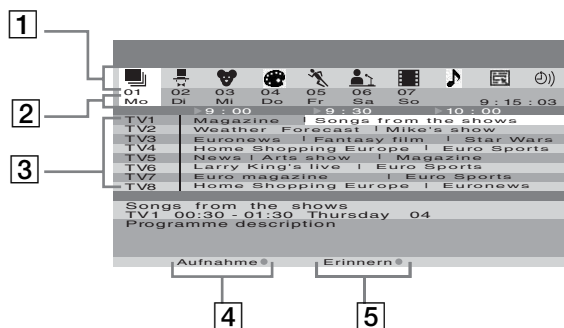 1
01 02 03 04 05 06 07
2
Mo Di Mi Do Fr Sa So 9 : 15 : 03
▶9 : 00 ▶9 : 30 ▶10 : 00
TV1 Magazine Songs from the shows
TV2 Weather Forecast Mike's show
TV3 Euronews Fantasy film Star Wars
TV4 Home Shopping Europe Euro Sports
3
TV5 News Arts show Magazine
TV6 Larry King's live Euro Sports
TV7 Euro magazine Euro Sports
TV8 Home Shopping Europe Euronews
Songs from the shows
TV1 00:30 - 01:30 Thursday 04
Programme description
Aufnahme Erinnern
4 5